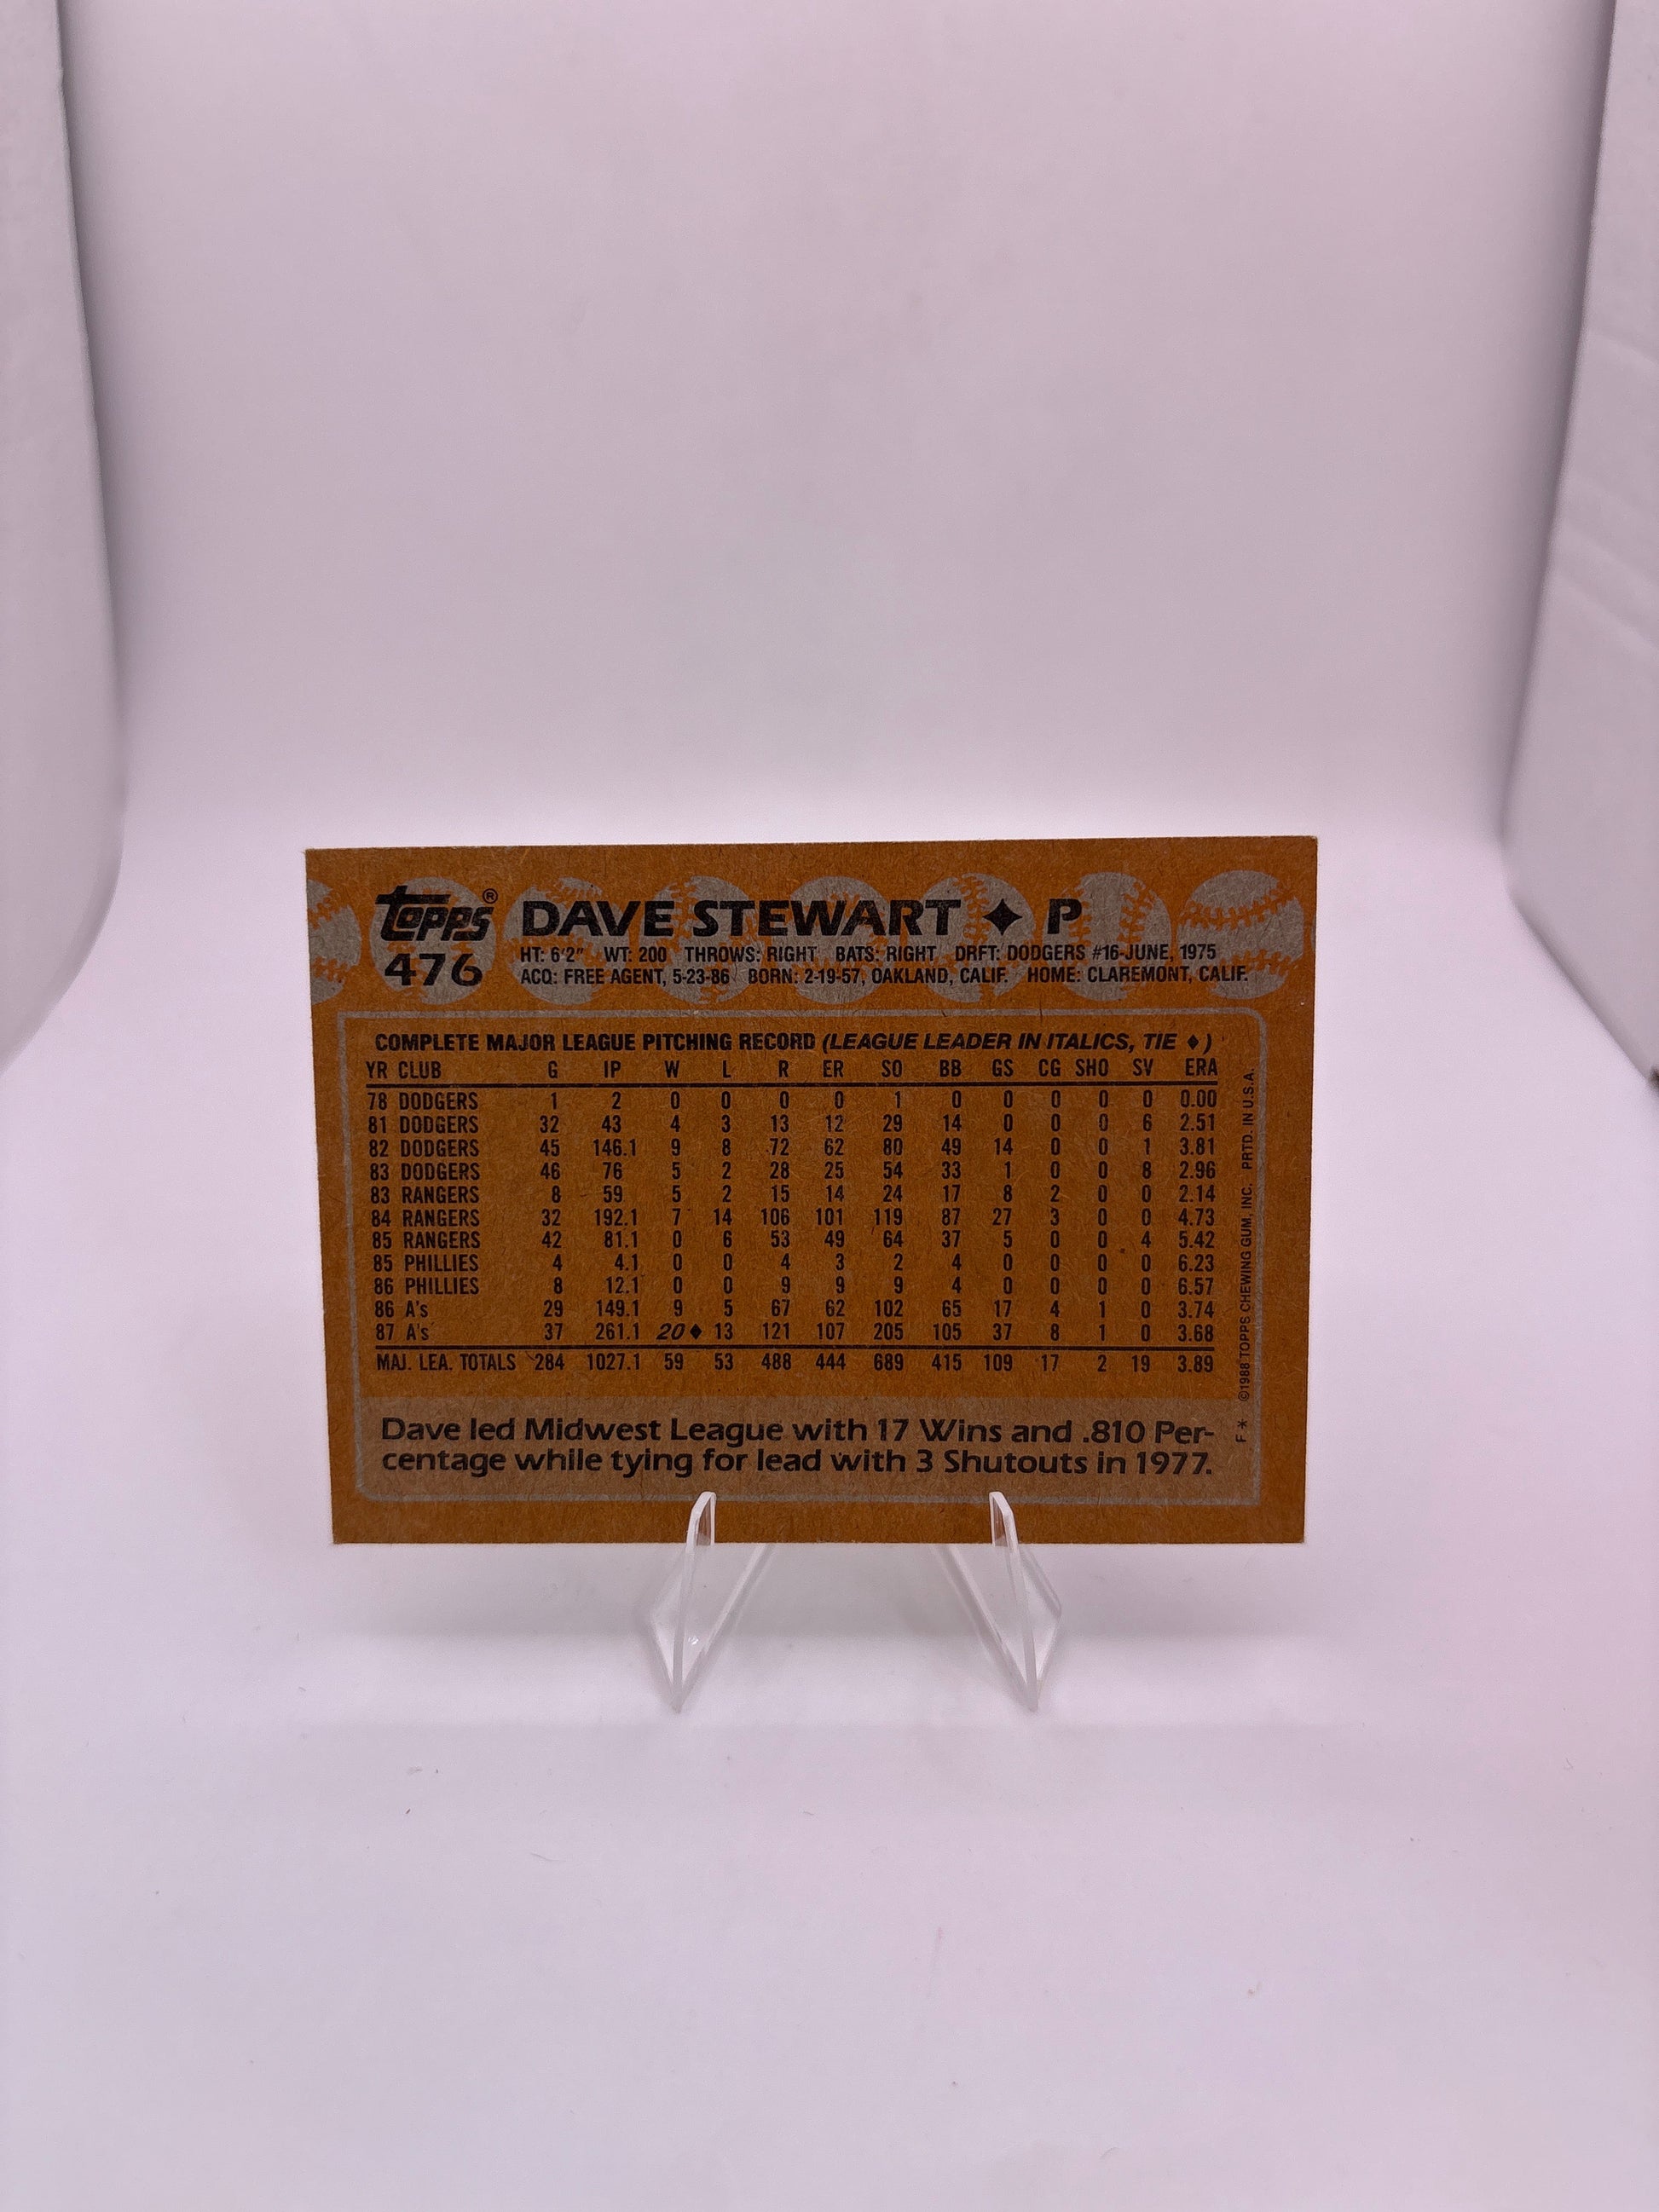 topps®
476
DAVE STEWART ✦ P
HT: 6'2" WT: 200 THROWS: RIGHT BATS: RIGHT DRFT: DODGERS #16-JUNE, 1975
ACQ: FREE AGENT, 5-23-86 BORN: 2-19-57, OAKLAND, CALIF. HOME: CLAREMONT, CALIF.
COMPLETE MAJOR LEAGUE PITCHING RECORD (LEAGUE LEADER IN ITALICS, TIE ♦)
YR CLUB G IP W L R ER SO BB GS CG SHO SV ERA
78 DODGERS 1 2 0 0 0 0 1 0 0 0 0 0 0.00
81 DODGERS 32 43 4 3 13 12 29 14 0 0 0 6 2.51
82 DODGERS 45 146.1 9 8 72 62 80 49 14 0 0 1 3.81
83 DODGERS 46 76 5 2 28 25 54 33 1 0 0 8 2.96
83 RANGERS 8 59 5 2 15 14 24 17 8 2 0 0 2.14
84 RANGERS 32 192.1 7 14 106 101 119 87 27 3 0 0 4.73
85 RANGERS 42 81.1 0 6 53 49 64 37 5 0 0 4 5.42
85 PHILLIES 4 4.1 0 0 4 3 2 4 0 0 0 0 6.23
86 PHILLIES 8 12.1 0 0 9 9 9 4 0 0 0 0 6.57
86 A's 29 149.1 9 5 67 62 102 65 17 4 1 0 3.74
87 A's 37 261.1 20♦ 13 121 107 205 105 37 8 1 0 3.68
MAJ. LEA. TOTALS 284 1027.1 59 53 488 444 689 415 109 17 2 19 3.89
Dave led Midwest League with 17 Wins and .810 Per-
centage while tying for lead with 3 Shutouts in 1977.
F* ©1988 TOPPS CHEWING GUM, INC. PRTD. IN U.S.A.